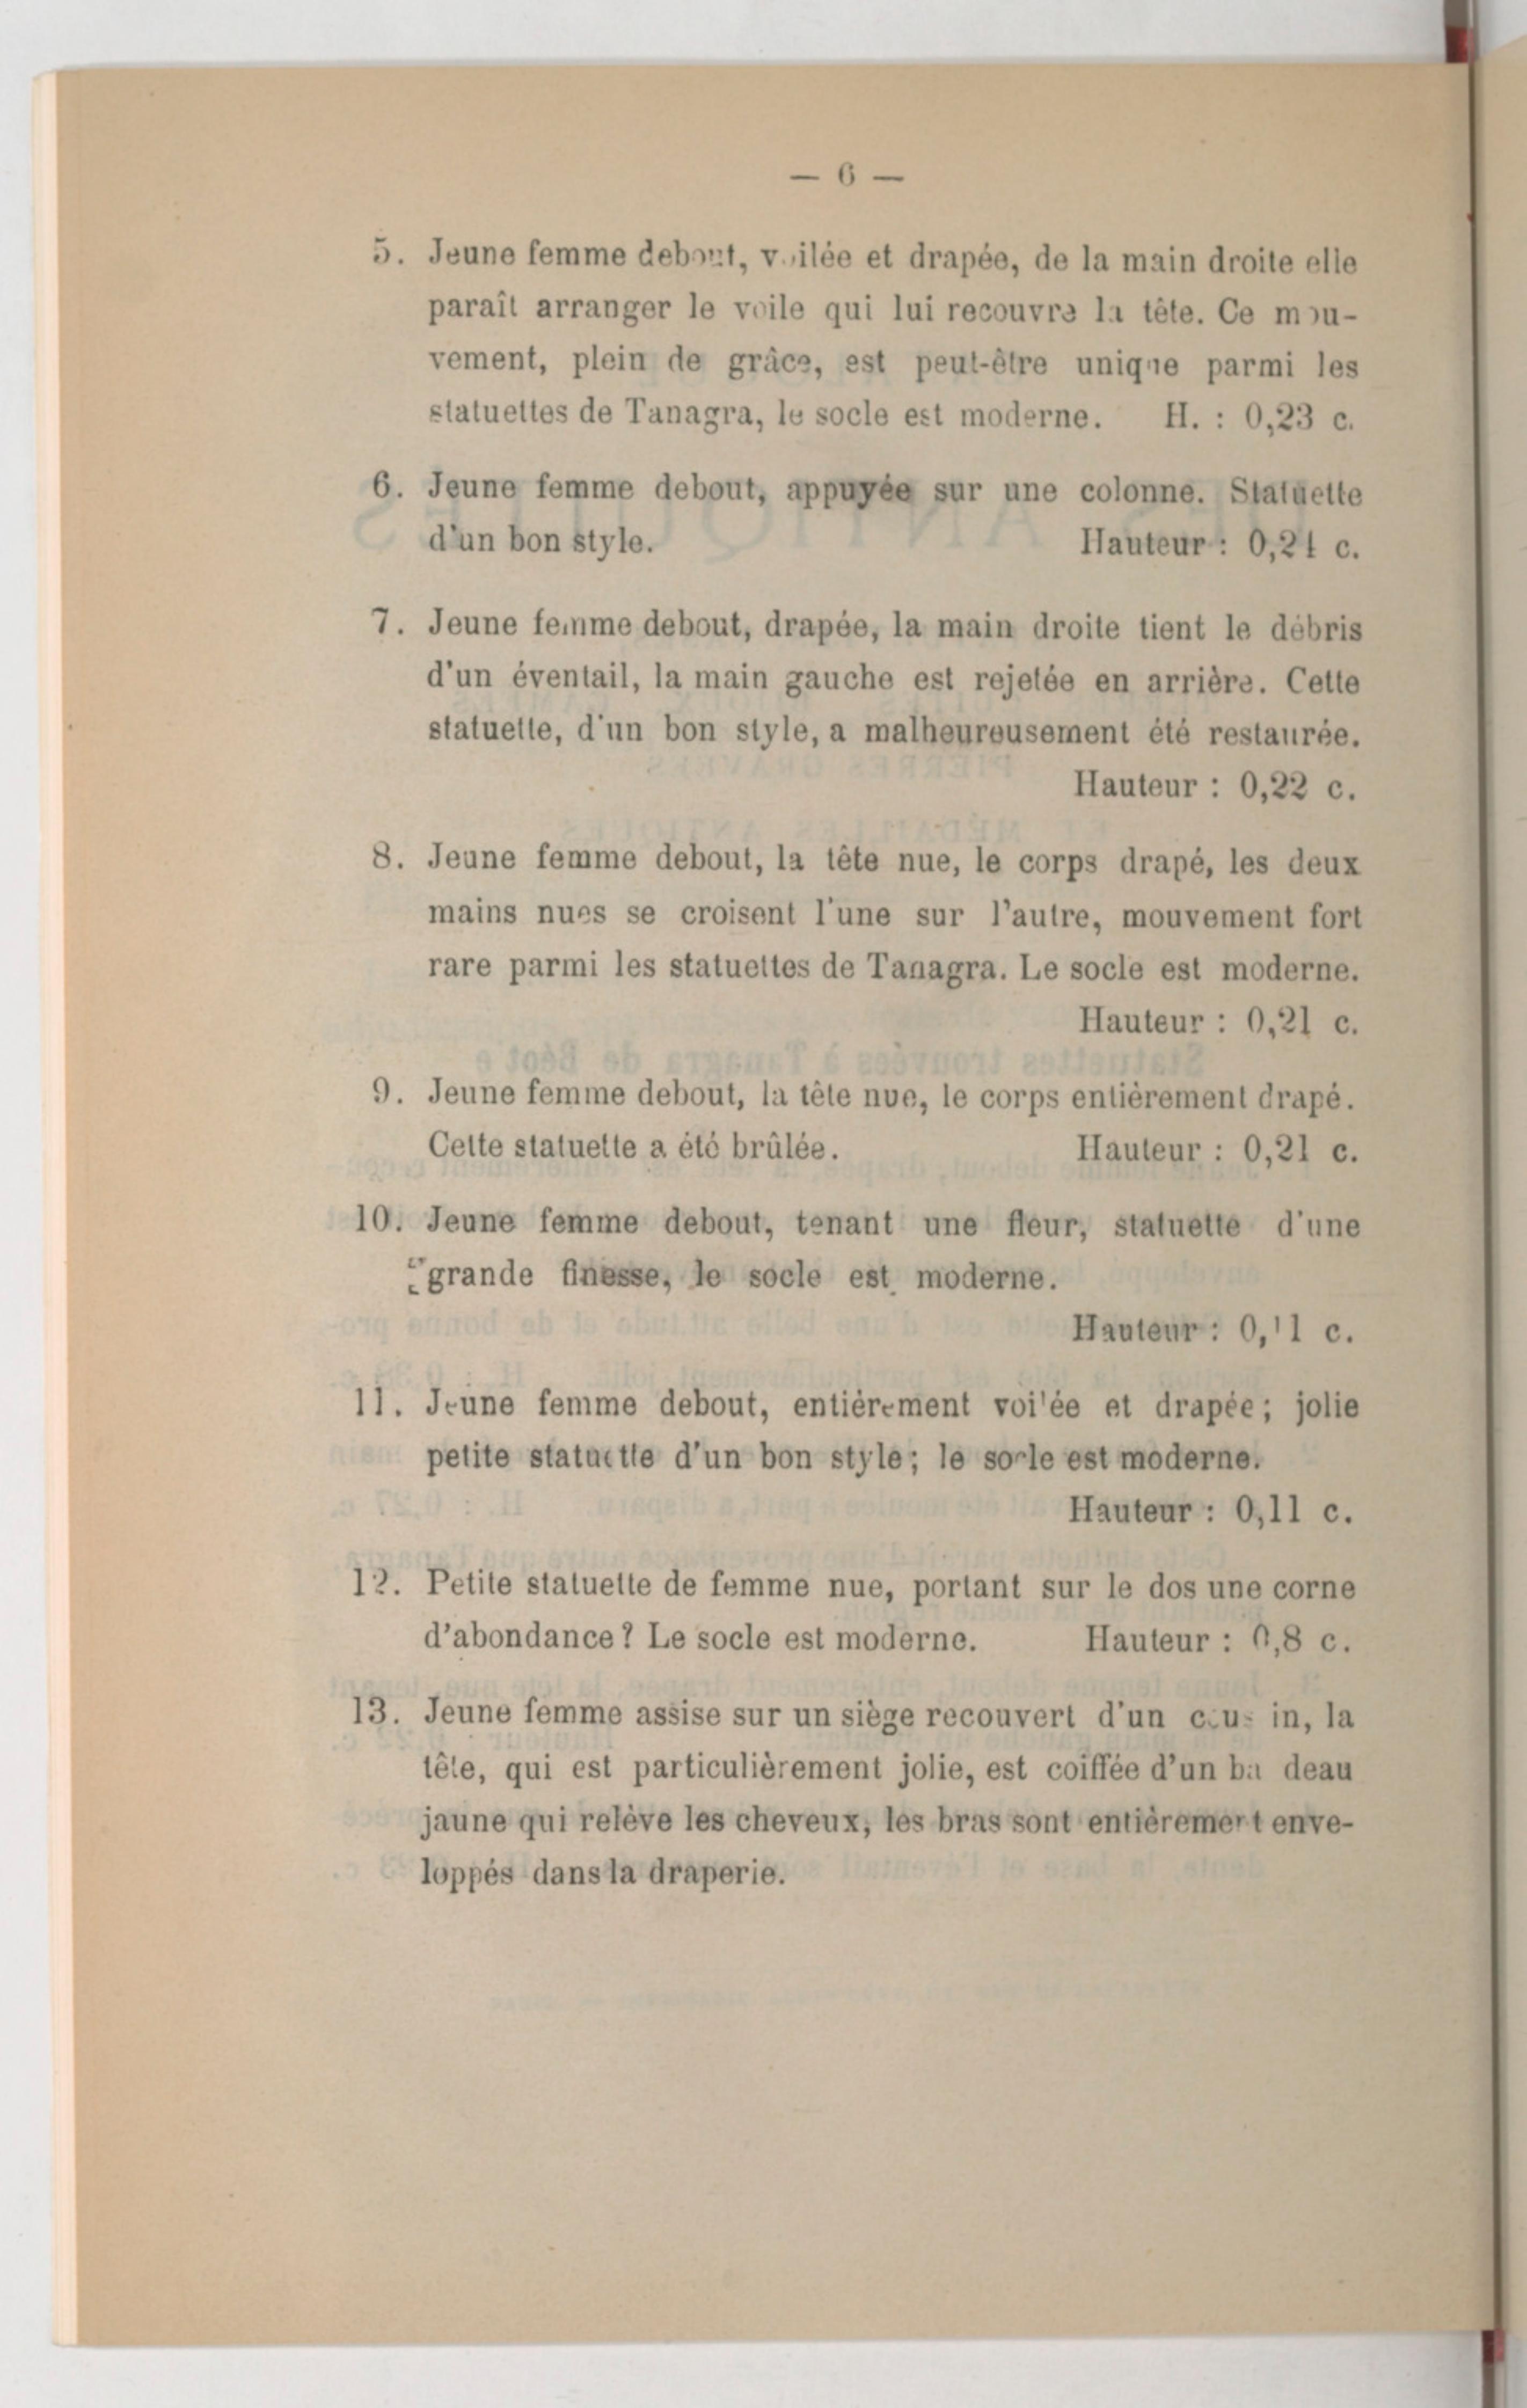 — 6 —
5. Jeune femme debout, voilée et drapée, de la main droite elle
paraît arranger le voile qui lui recouvre la tête. Ce mou-
vement, plein de grâce, est peut-être unique parmi les
statuettes de Tanagra, le socle est moderne. H. : 0,23 c.
6. Jeune femme debout, appuyée sur une colonne. Statuette
d'un bon style. Hauteur : 0,21 c.
7. Jeune femme debout, drapée, la main droite tient le débris
d'un éventail, la main gauche est rejetée en arrière. Cette
statuette, d'un bon style, a malheureusement été restaurée.
Hauteur : 0,22 c.
8. Jeune femme debout, la tête nue, le corps drapé, les deux
mains nues se croisent l'une sur l'autre, mouvement fort
rare parmi les statuettes de Tanagra. Le socle est moderne.
Hauteur : 0,21 c.
9. Jeune femme debout, la tête nue, le corps entièrement drapé.
Cette statuette a été brûlée. Hauteur : 0,21 c.
10. Jeune femme debout, tenant une fleur, statuette d'une
grande finesse, le socle est moderne.
Hauteur : 0,11 c.
11. Jeune femme debout, entièrement voilée et drapée ; jolie
petite statuette d'un bon style ; le socle est moderne.
Hauteur : 0,11 c.
12. Petite statuette de femme nue, portant sur le dos une corne
d'abondance ? Le socle est moderne. Hauteur : 0,8 c.
13. Jeune femme assise sur un siège recouvert d'un coussin, la
tête, qui est particulièrement jolie, est coiffée d'un bandeau
jaune qui relève les cheveux, les bras sont entièrement enve-
loppés dans la draperie.